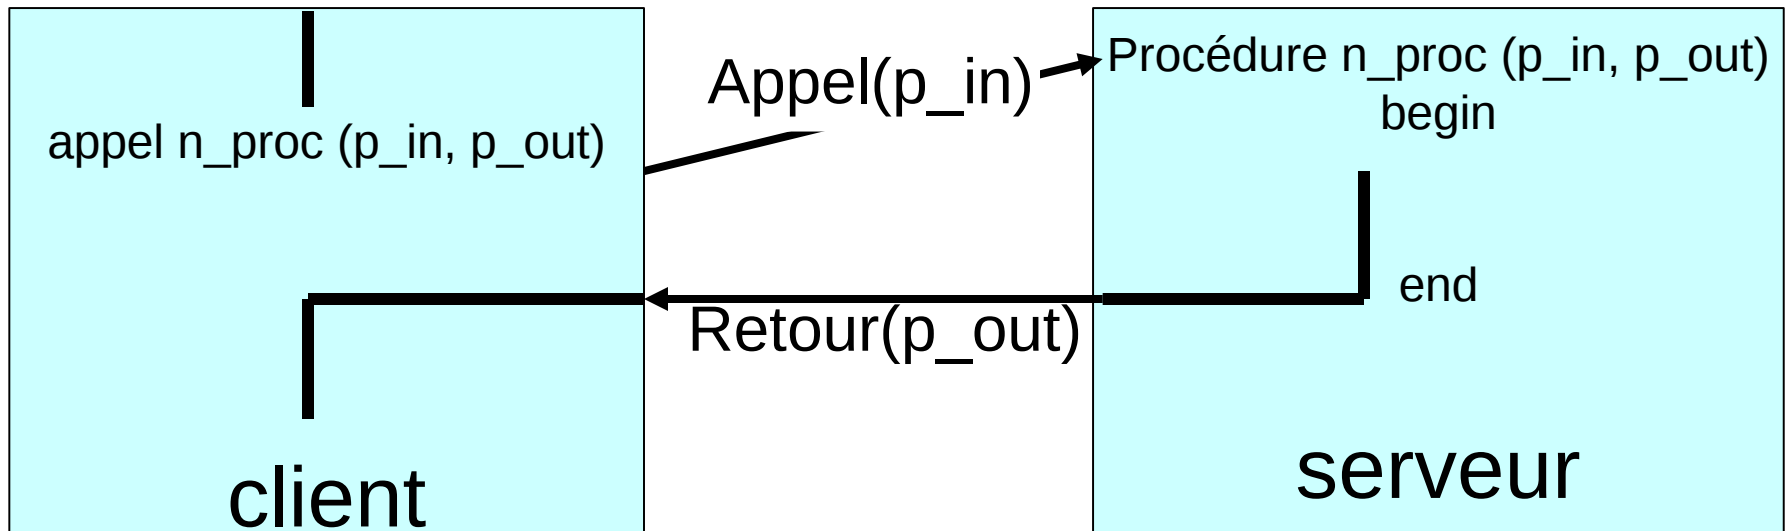 appel n_proc (p_in, p_out)
client
Appel(p_in)
Retour(p_out)
Procédure n_proc (p_in, p_out)
begin
end
serveur